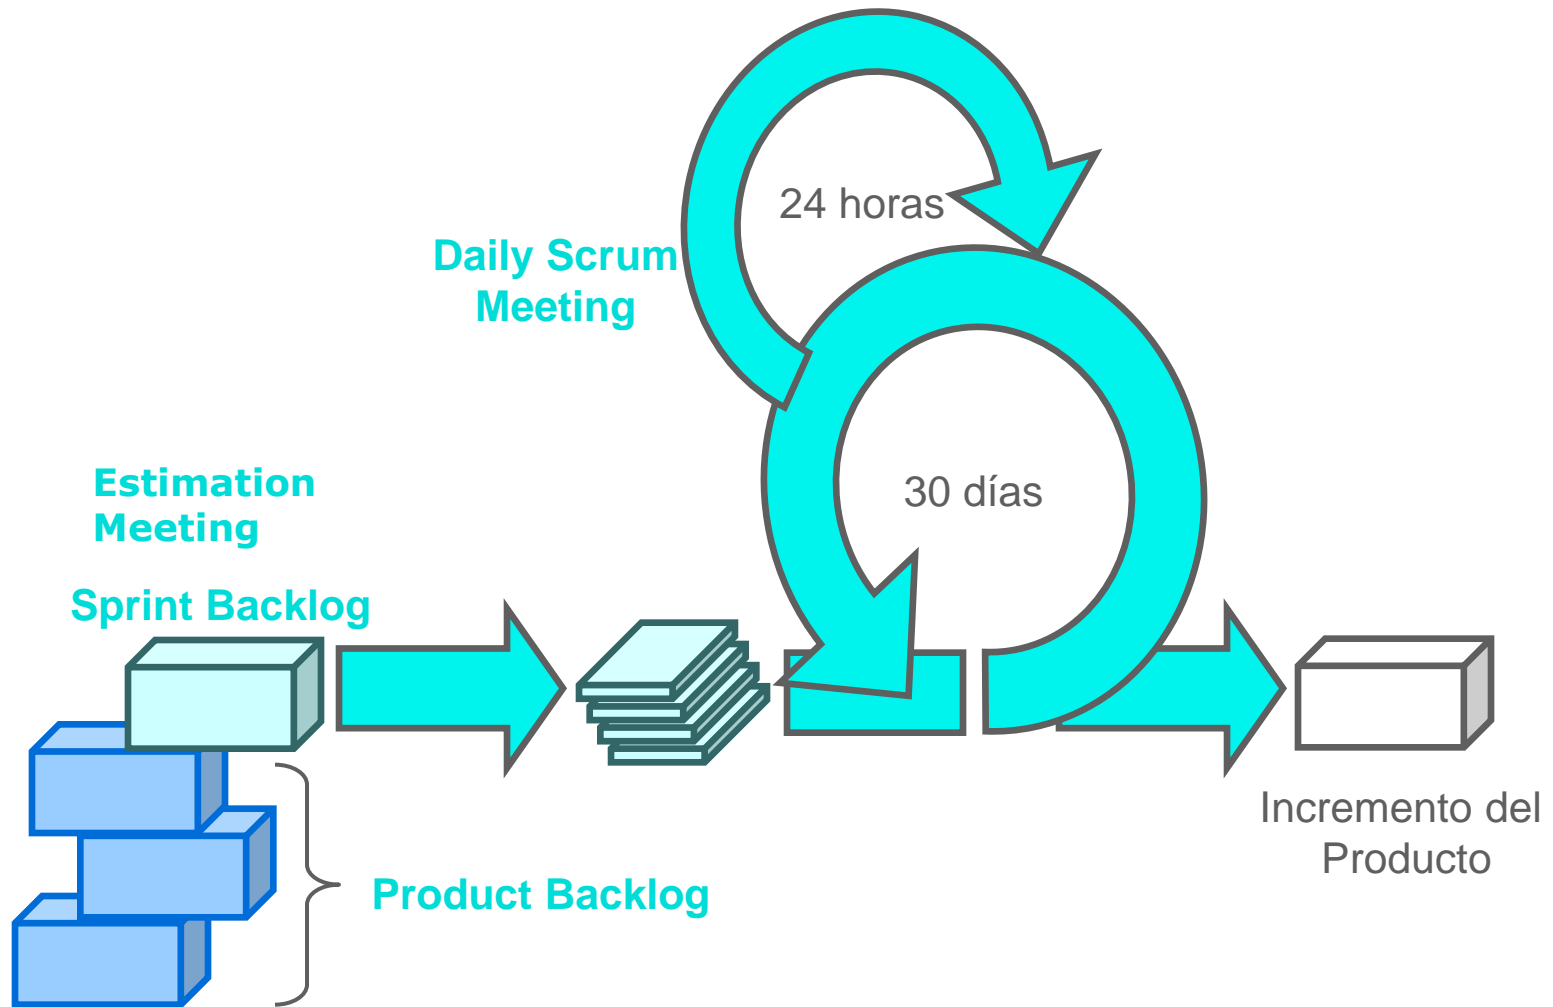 24 horas
Daily Scrum
Meeting
30 días
Estimation
Meeting
Sprint Backlog
Incremento del
Producto
Product Backlog